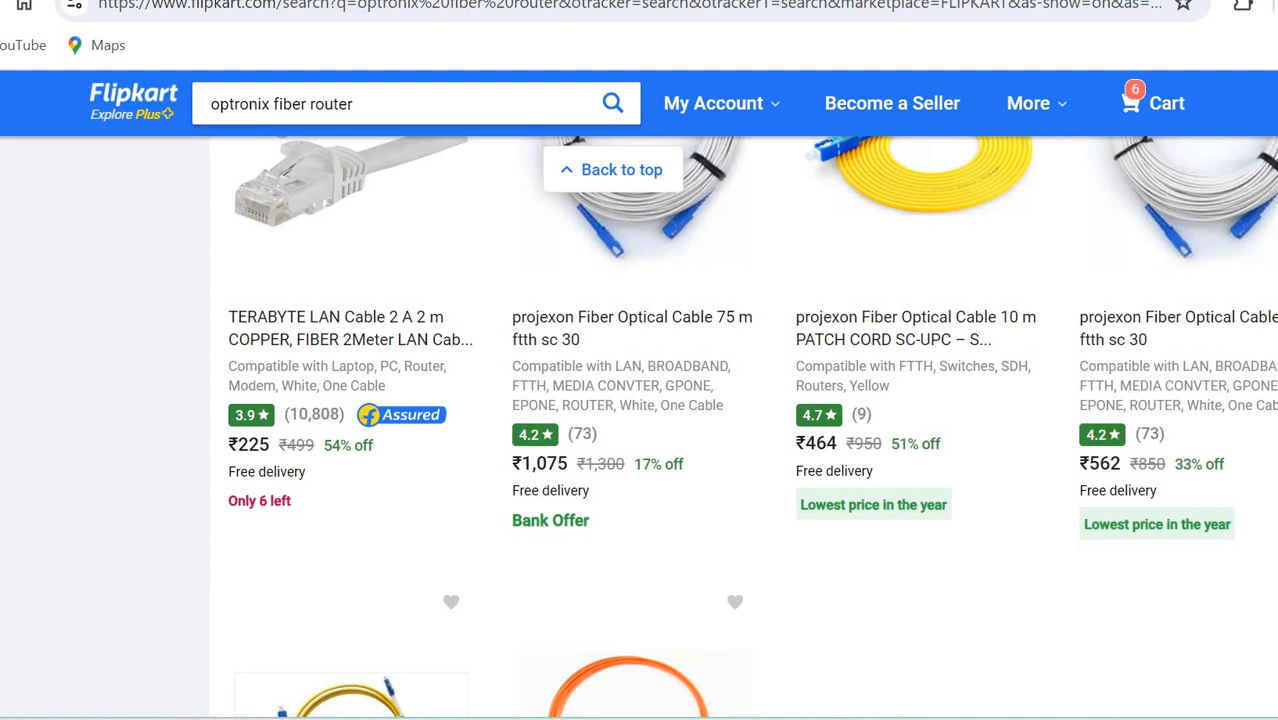 https://www.flipkart.com/search?q=optronix%20fiber%20router&otracker=search&otracker1=search&marketplace=FLIPKART&as-show=on&as=...
ouTube
Maps
Flipkart
Explore Plus
optronix fiber router
My Account
Become a Seller
More
6
Cart
Back to top
TERABYTE LAN Cable 2 A 2 m
COPPER, FIBER 2Meter LAN Cab...
Compatible with Laptop, PC, Router,
Modem, White, One Cable
3.9★ (10,808) Assured
₹225 ₹499 54% off
Free delivery
Only 6 left
projexon Fiber Optical Cable 75 m
ftth sc 30
Compatible with LAN, BROADBAND,
FTTH, MEDIA CONVTER, GPONE,
EPONE, ROUTER, White, One Cable
4.2★ (73)
₹1,075 ₹1,300 17% off
Free delivery
Bank Offer
projexon Fiber Optical Cable 10 m
PATCH CORD SC-UPC – S...
Compatible with FTTH, Switches, SDH,
Routers, Yellow
4.7★ (9)
₹464 ₹950 51% off
Free delivery
Lowest price in the year
projexon Fiber Optical Cable
ftth sc 30
Compatible with LAN, BROADBA
FTTH, MEDIA CONVTER, GPONE
EPONE, ROUTER, White, One Cab
4.2★ (73)
₹562 ₹850 33% off
Free delivery
Lowest price in the year